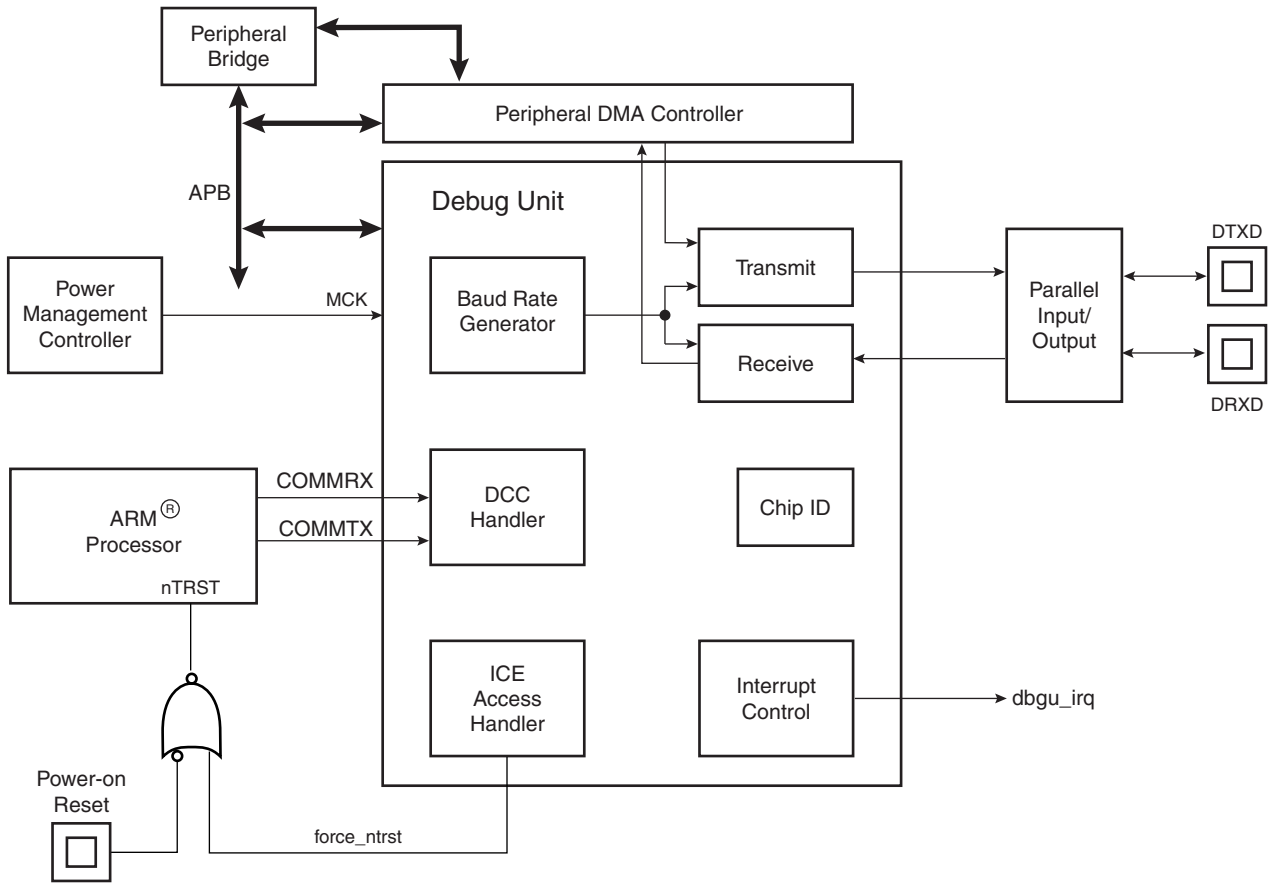 Peripheral
Bridge
Peripheral DMA Controller
APB
Debug Unit
Power
Management
Controller
MCK
Baud Rate
Generator
Transmit
Receive
Parallel
Input/
Output
DTXD
DRXD
ARM®
Processor
nTRST
COMMRX
COMMTX
DCC
Handler
Chip ID
ICE
Access
Handler
Interrupt
Control
dbgu_irq
Power-on
Reset
force_ntrst